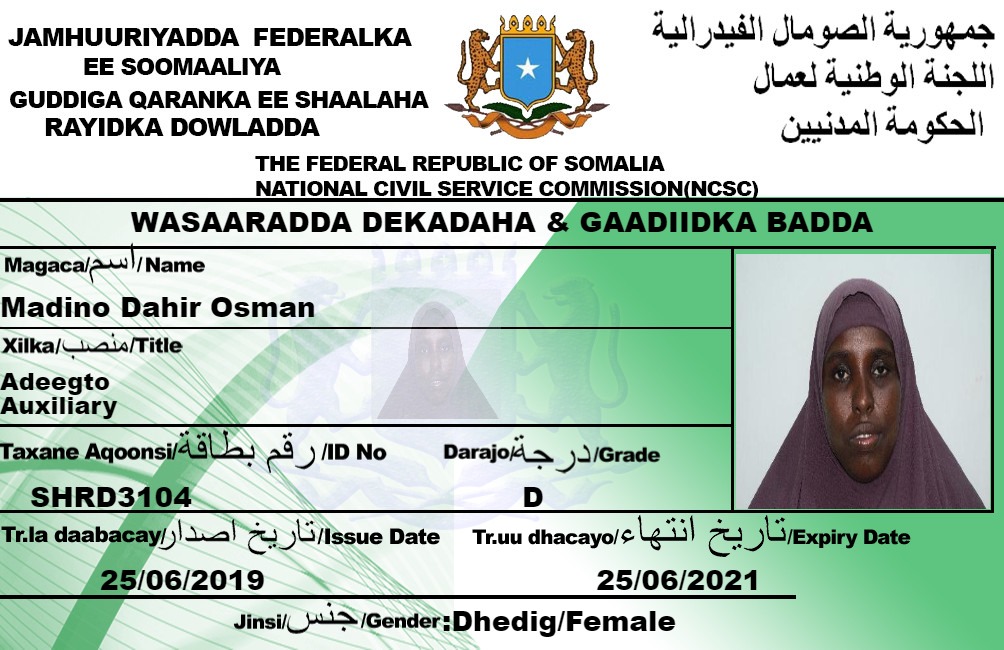 JAMHUURIYADDA FEDERALKA
EE SOOMAALIYA
GUDDIGA QARANKA EE SHAALAHA
RAYIDKA DOWLADDA
جمهورية الصومال الفيدرالية
اللجنة الوطنية لعمال
الحكومة المدنيين
THE FEDERAL REPUBLIC OF SOMALIA
NATIONAL CIVIL SERVICE COMMISSION(NCSC)
WASAARADDA DEKADAHA & GAADIIDKA BADDA
Magaca/اسم/Name
Madino Dahir Osman
Xilka/منصب/Title
Adeegto
Auxiliary
Taxane Aqoonsi/رقم بطاقة/ID No Darajo/درجة/Grade
SHRD3104 D
Tr.la daabacay/تاريخ اصدار/Issue Date Tr.uu dhacayo/تاريخ انتهاء/Expiry Date
25/06/2019 25/06/2021
Jinsi/جنس/Gender:Dhedig/Female